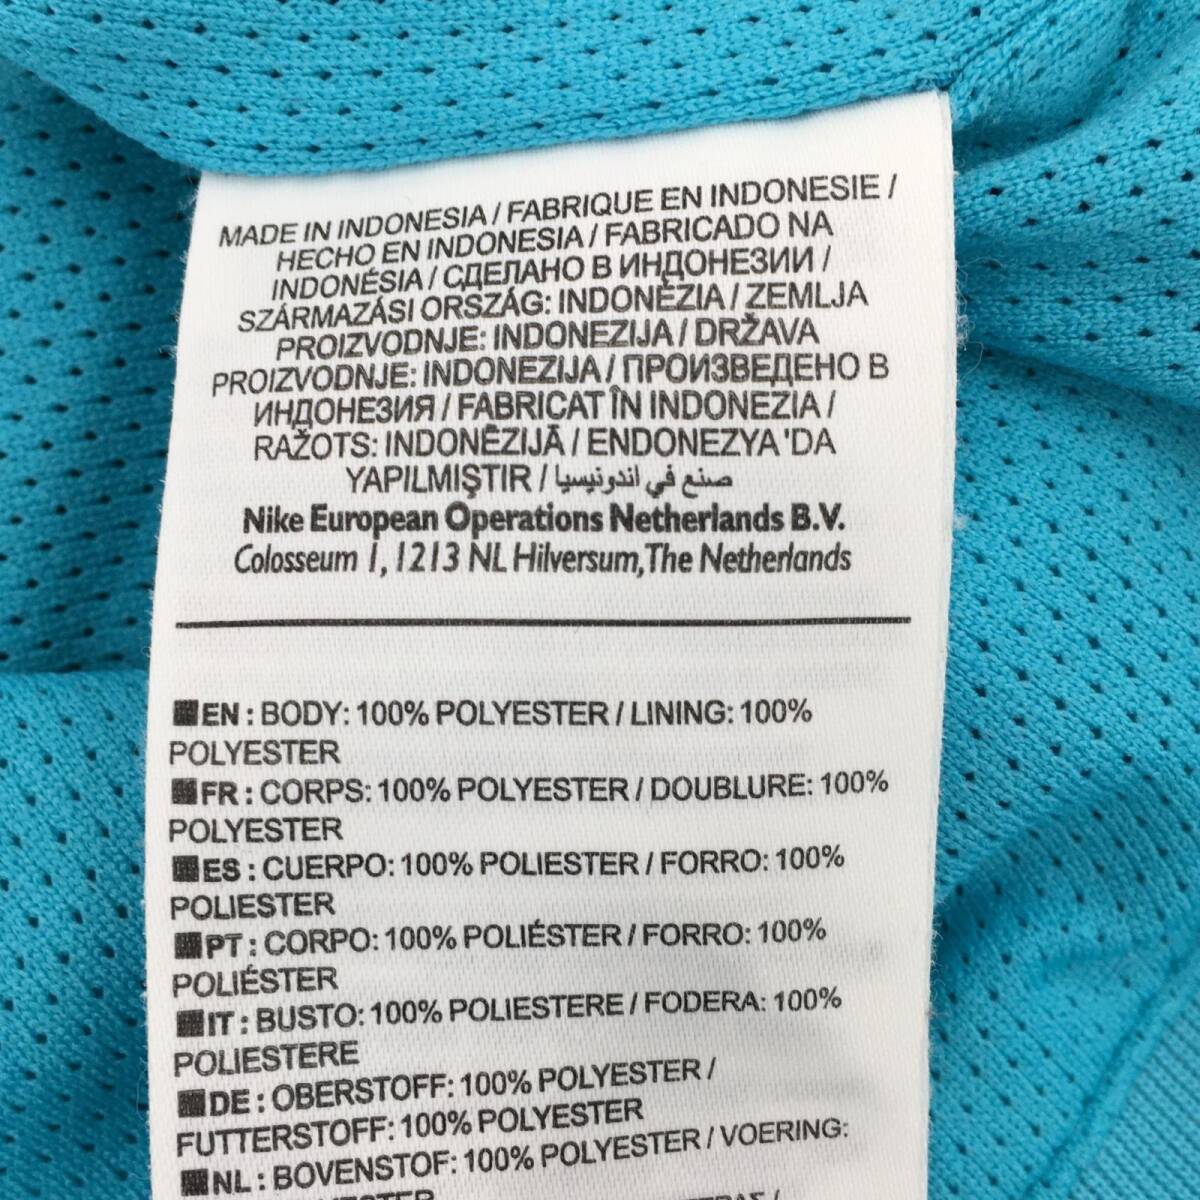 MADE IN INDONESIA / FABRIQUE EN INDONESIE /
HECHO EN INDONESIA / FABRICADO NA
INDONÉSIA / СДЕЛАНО В ИНДОНЕЗИИ /
SZÁRMAZÁSI ORSZÁG: INDONÉZIA / ZEMLJA
PROIZVODNJE: INDONEZIJA / DRŽAVA
PROIZVODNJE: INDONEZIJA / ПРОИЗВЕДЕНО В
ИНДОНЕЗИЯ / FABRICAT ÎN INDONEZIA /
RAŽOTS: INDONĒZIJĀ / ENDONEZYA 'DA
YAPILMIŞTIR / صنع في اندونيسيا
Nike European Operations Netherlands B.V.
Colosseum 1, 1213 NL Hilversum, The Netherlands
EN : BODY: 100% POLYESTER / LINING: 100%
POLYESTER
FR : CORPS: 100% POLYESTER / DOUBLURE: 100%
POLYESTER
ES : CUERPO: 100% POLIESTER / FORRO: 100%
POLIESTER
PT : CORPO: 100% POLIÉSTER / FORRO: 100%
POLIÉSTER
IT : BUSTO: 100% POLIESTERE / FODERA: 100%
POLIESTERE
DE : OBERSTOFF: 100% POLYESTER /
FUTTERSTOFF: 100% POLYESTER
NL : BOVENSTOF: 100% POLYESTER / VOERING: